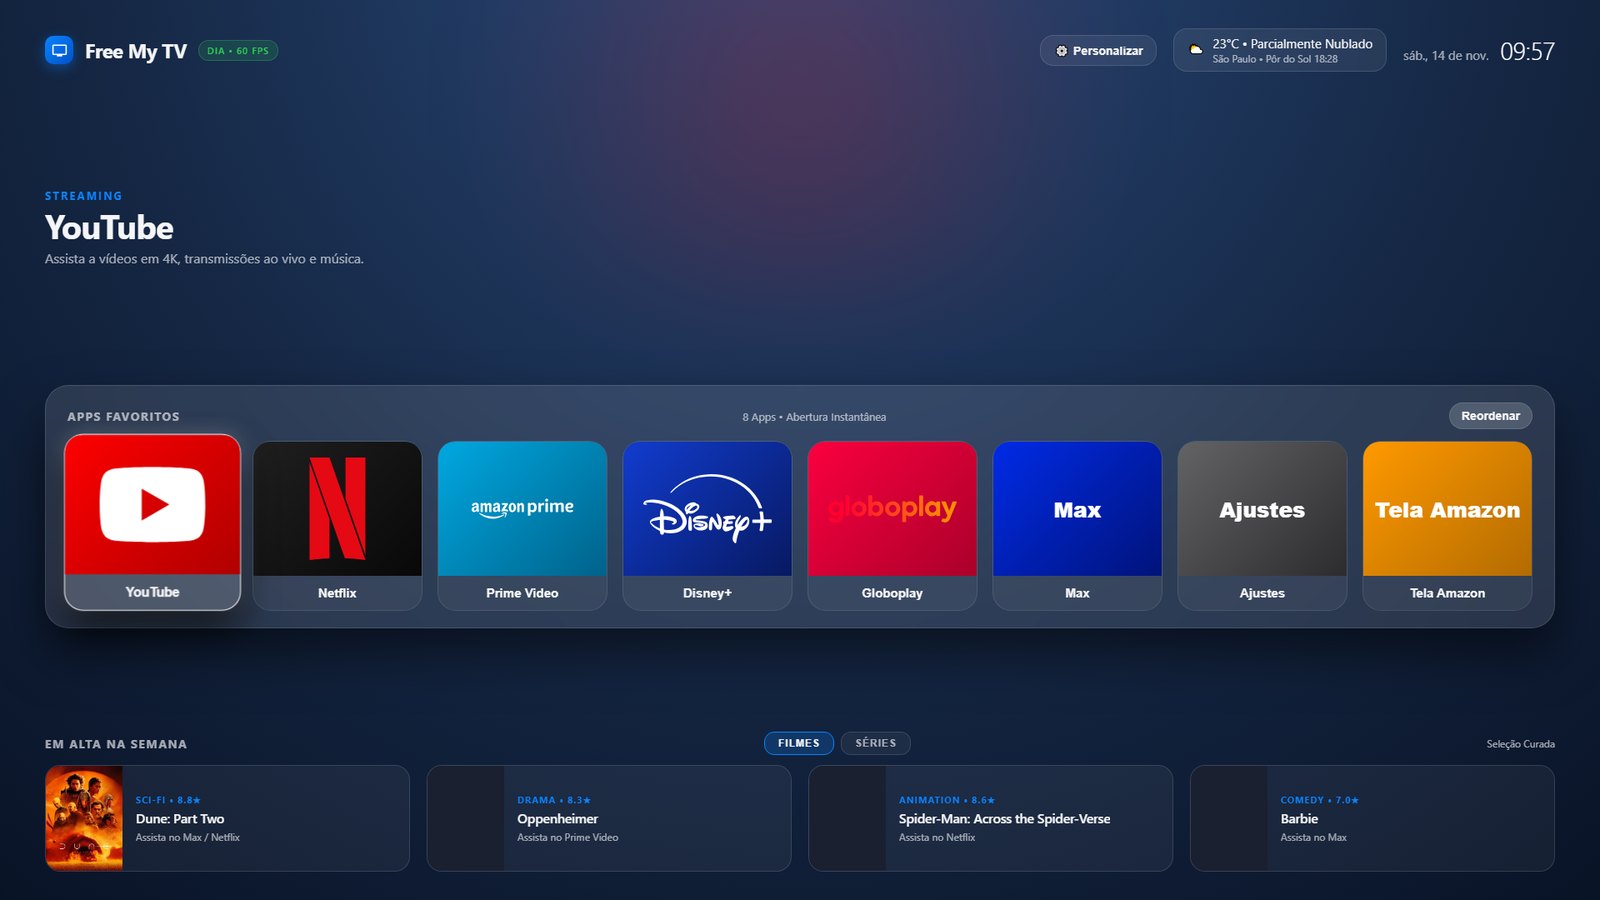 Free My TV
DIA • 60 FPS
Personalizar
23°C • Parcialmente Nublado
São Paulo • Pôr do Sol 18:28
sáb., 14 de nov.
09:57
STREAMING
YouTube
Assista a vídeos em 4K, transmissões ao vivo e música.
APPS FAVORITOS
8 Apps • Abertura Instantânea
Reordenar
amazon prime
Disney+
globoplay
Max
Ajustes
Tela Amazon
YouTube
Netflix
Prime Video
Disney+
Globoplay
Max
Ajustes
Tela Amazon
EM ALTA NA SEMANA
FILMES
SÉRIES
Seleção Curada
DUNE
SCI-FI • 8.8★
Dune: Part Two
Assista no Max / Netflix
DRAMA • 8.3★
Oppenheimer
Assista no Prime Video
ANIMATION • 8.6★
Spider-Man: Across the Spider-Verse
Assista no Netflix
COMEDY • 7.0★
Barbie
Assista no Max